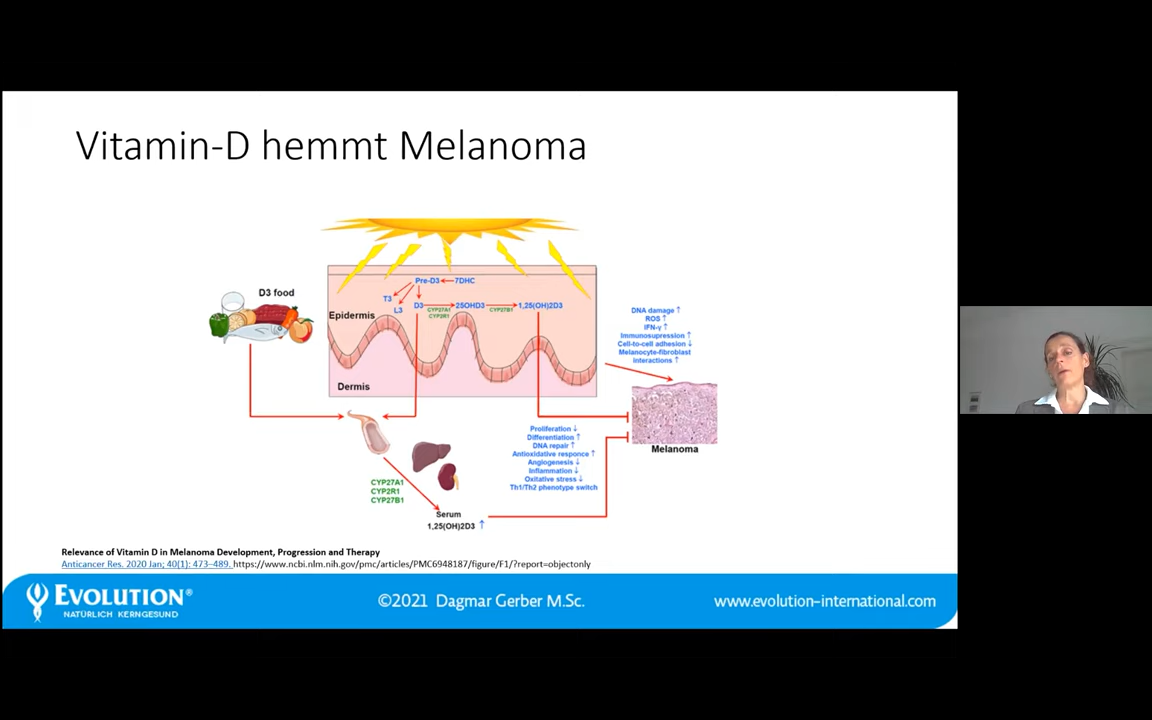 Vitamin-D hemmt Melanoma
D3 food
Pre-D3
7DHC
T3
L3
D3
25OHD3
1,25(OH)2D3
CYP27A1
CYP2R1
CYP27B1
Epidermis
Dermis
DNA damage ↑
ROS ↑
IFN-γ ↑
Immunosupression ↑
Cell-to-cell adhesion ↓
Melanocyte-fibroblast
interactions ↑
Proliferation ↓
Differentiation ↑
DNA repair ↑
Antioxidative responce ↑
Angiogenesis ↓
Inflammation ↓
Oxitative stress ↓
Th1/Th2 phenotype switch
Melanoma
CYP27A1
CYP2R1
CYP27B1
Serum
1,25(OH)2D3 ↑
Relevance of Vitamin D in Melanoma Development, Progression and Therapy
Anticancer Res. 2020 Jan; 40(1): 473–489. https://www.ncbi.nlm.nih.gov/pmc/articles/PMC6948187/figure/F1/?report=objectonly
EVOLUTION®
NATÜRLICH KERNGESUND
©2021 Dagmar Gerber M.Sc.
www.evolution-international.com